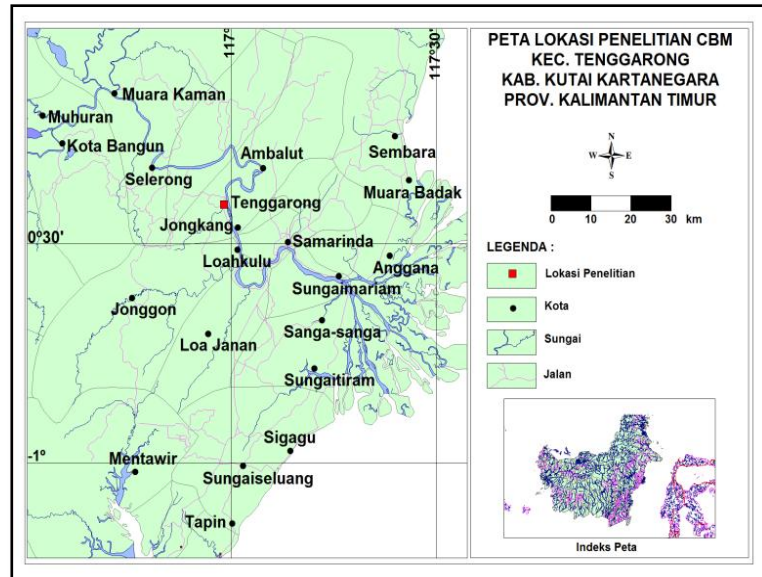 117°
117°30'
Muara Kaman
Muhuran
Kota Bangun
Selerong
Ambalut
Sembara
Muara Badak
Tenggarong
Jongkang
0°30'
Samarinda
Loahkulu
Anggana
Sungaimariam
Jonggon
Sanga-sanga
Loa Janan
Sungaitiram
Sigagu
-1°
Mentawir
Sungaiseluang
Tapin
PETA LOKASI PENELITIAN CBM
KEC. TENGGARONG
KAB. KUTAI KARTANEGARA
PROV. KALIMANTAN TIMUR
N
W E
S
0 10 20 30 km
LEGENDA :
Lokasi Penelitian
Kota
Sungai
Jalan
Indeks Peta